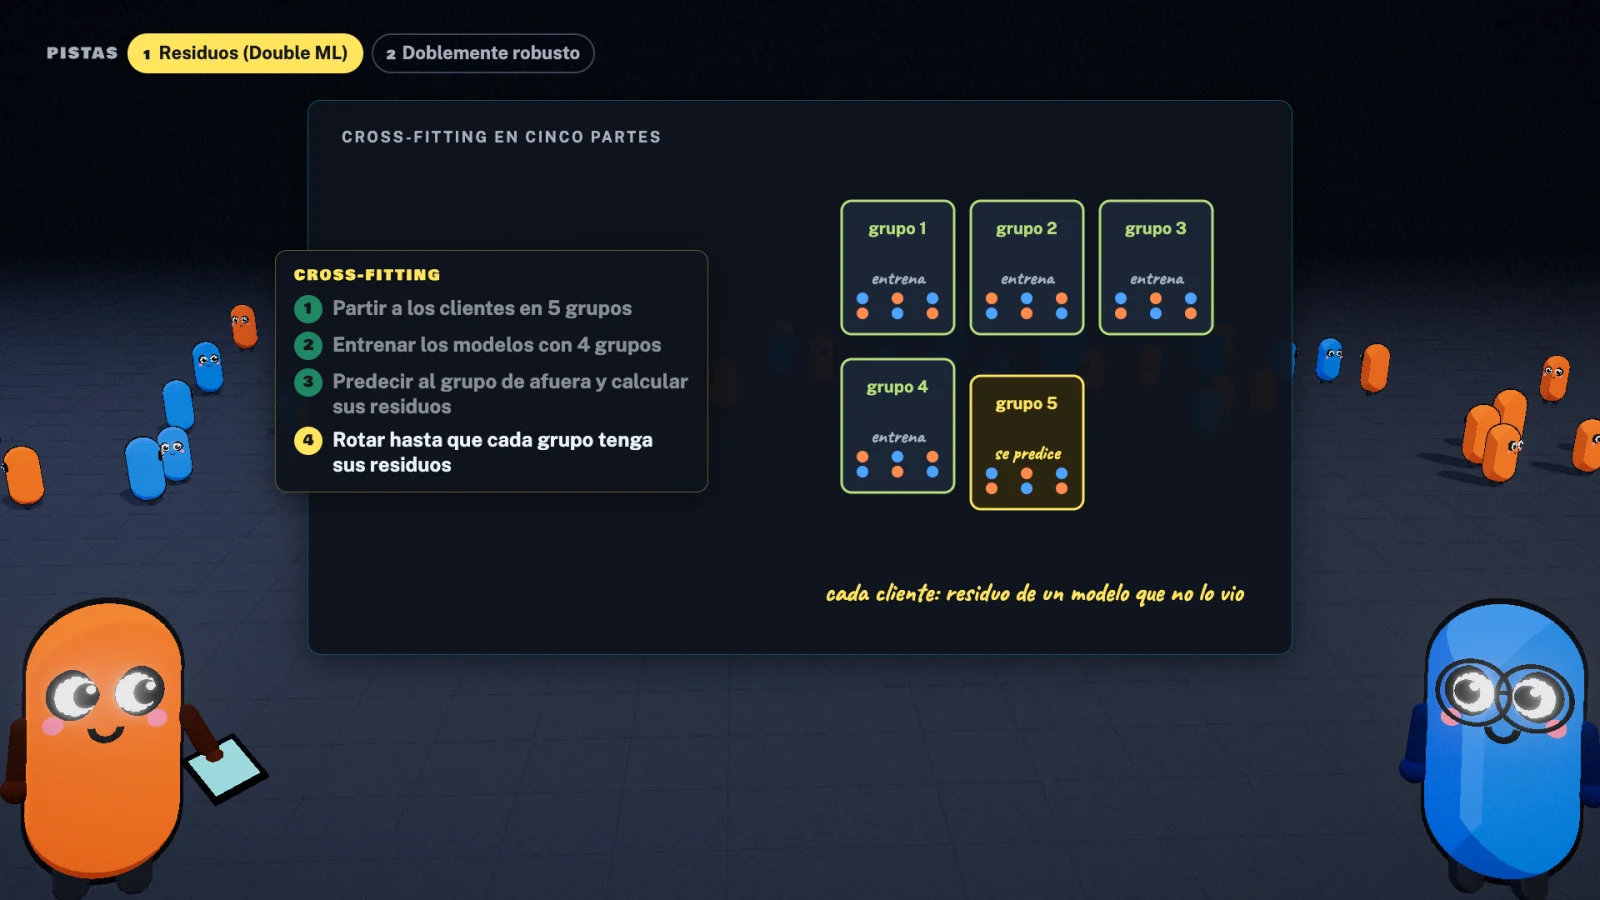 PISTAS
1 Residuos (Double ML)
2 Doblemente robusto
CROSS-FITTING EN CINCO PARTES
CROSS-FITTING
1 Partir a los clientes en 5 grupos
2 Entrenar los modelos con 4 grupos
3 Predecir al grupo de afuera y calcular
sus residuos
4 Rotar hasta que cada grupo tenga
sus residuos
grupo 1
entrena
grupo 2
entrena
grupo 3
entrena
grupo 4
entrena
grupo 5
se predice
cada cliente: residuo de un modelo que no lo vio